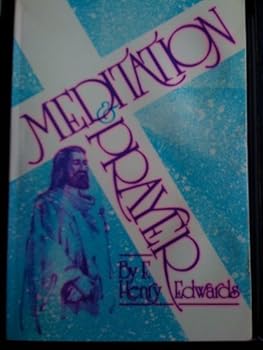 MEDITATION
&
PRAYER
By F.
Henry Edwards